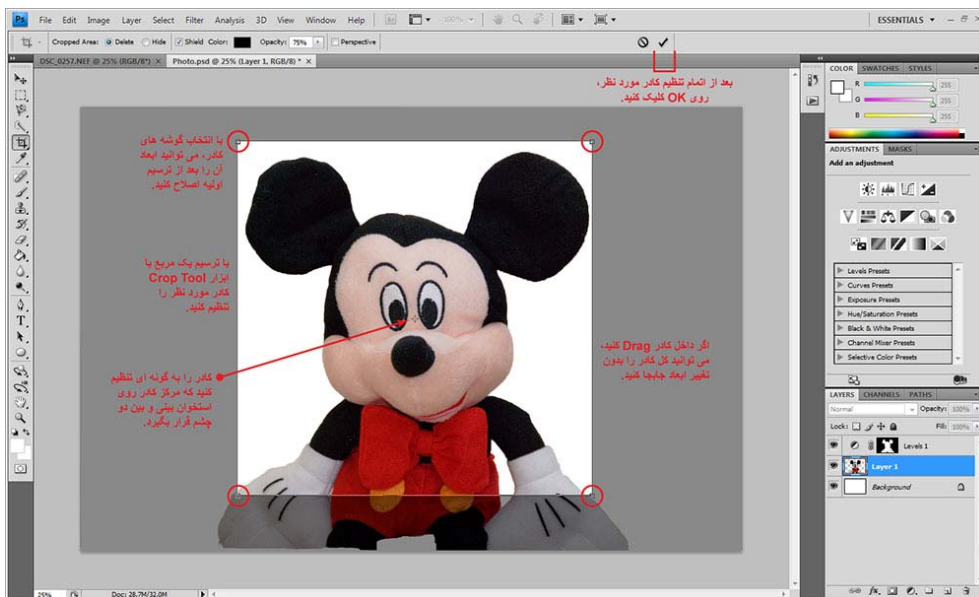 Ps File Edit Image Layer Select Filter Analysis 3D View Window Help 100% ESSENTIALS
Cropped Area: Delete Hide Shield Color: Opacity: 75% Perspective
DSC_0257.NEF @ 25% (RGB/8*) × Photo.psd @ 25% (Layer 1, RGB/8) * ×
بعد از اتمام تنظیم کادر مورد نظر،
روی OK کلیک کنید.
با انتخاب گوشه های
کادر، می توانید ابعاد
آن را بعد از ترسیم
اولیه اصلاح کنید.
با ترسیم یک مربع با
ابزار Crop Tool
کادر مورد نظر را
تنظیم کنید.
اگر داخل کادر Drag کنید،
می توانید کل کادر را بدون
تغییر ابعاد جابجا کنید.
کادر را به گونه ای تنظیم
کنید که مرکز کادر روی
استخوان بینی و بین دو
چشم قرار بگیرد.
COLOR SWATCHES STYLES
R 255
G 255
B 255
ADJUSTMENTS MASKS
Add an adjustment
Levels Presets
Curves Presets
Exposure Presets
Hue/Saturation Presets
Black & White Presets
Channel Mixer Presets
Selective Color Presets
LAYERS CHANNELS PATHS
Normal Opacity: 100%
Lock: Fill: 100%
Levels 1
Layer 1
Background
25% Doc: 28.7M/32.0M